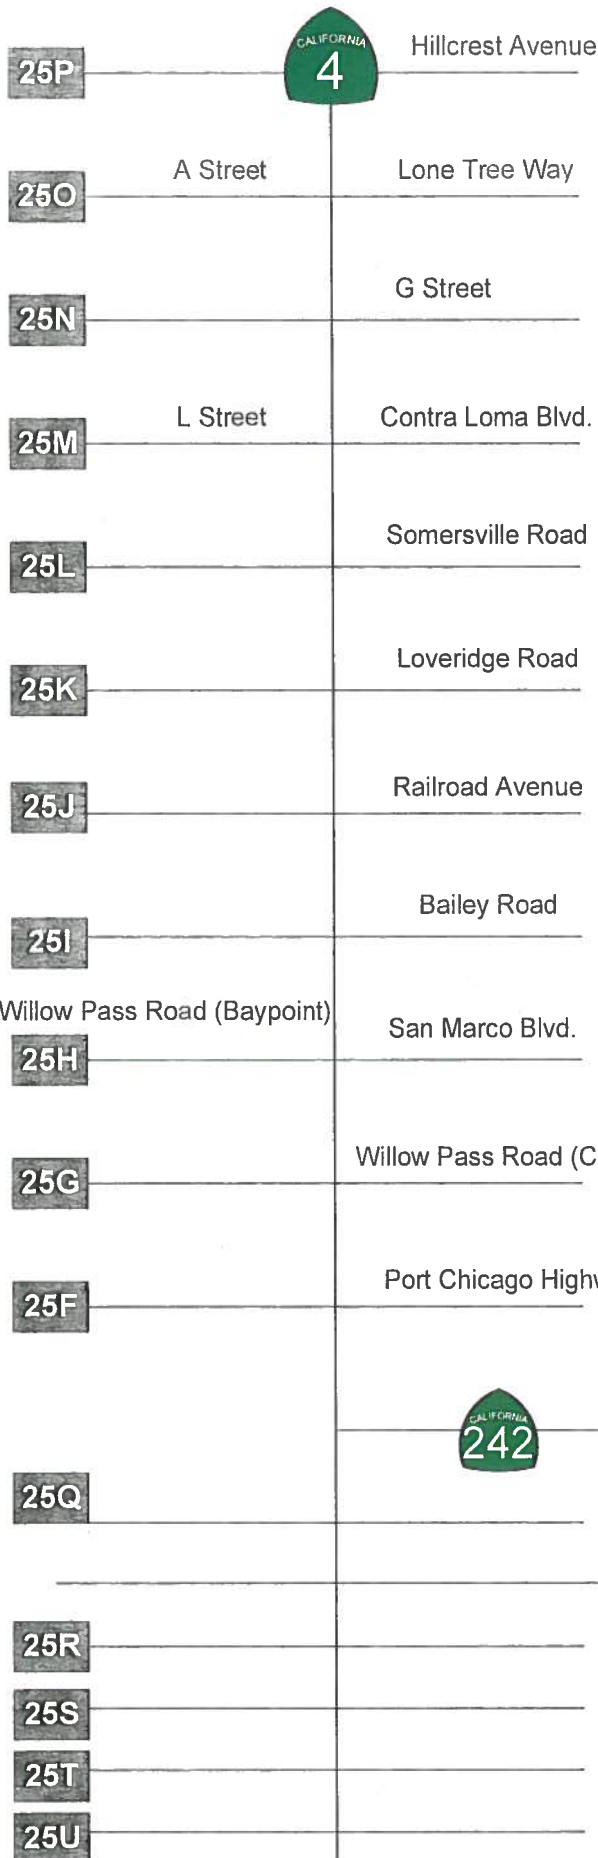 Hillcrest Avenue
25P
CALIFORNIA
4
A Street
Lone Tree Way
25O
G Street
25N
L Street
Contra Loma Blvd.
25M
Somersville Road
25L
Loveridge Road
25K
Railroad Avenue
25J
Bailey Road
25I
Willow Pass Road (Baypoint)
San Marco Blvd.
25H
Willow Pass Road (C
25G
Port Chicago Highw
25F
CALIFORNIA
242
25Q
25R
25S
25T
25U